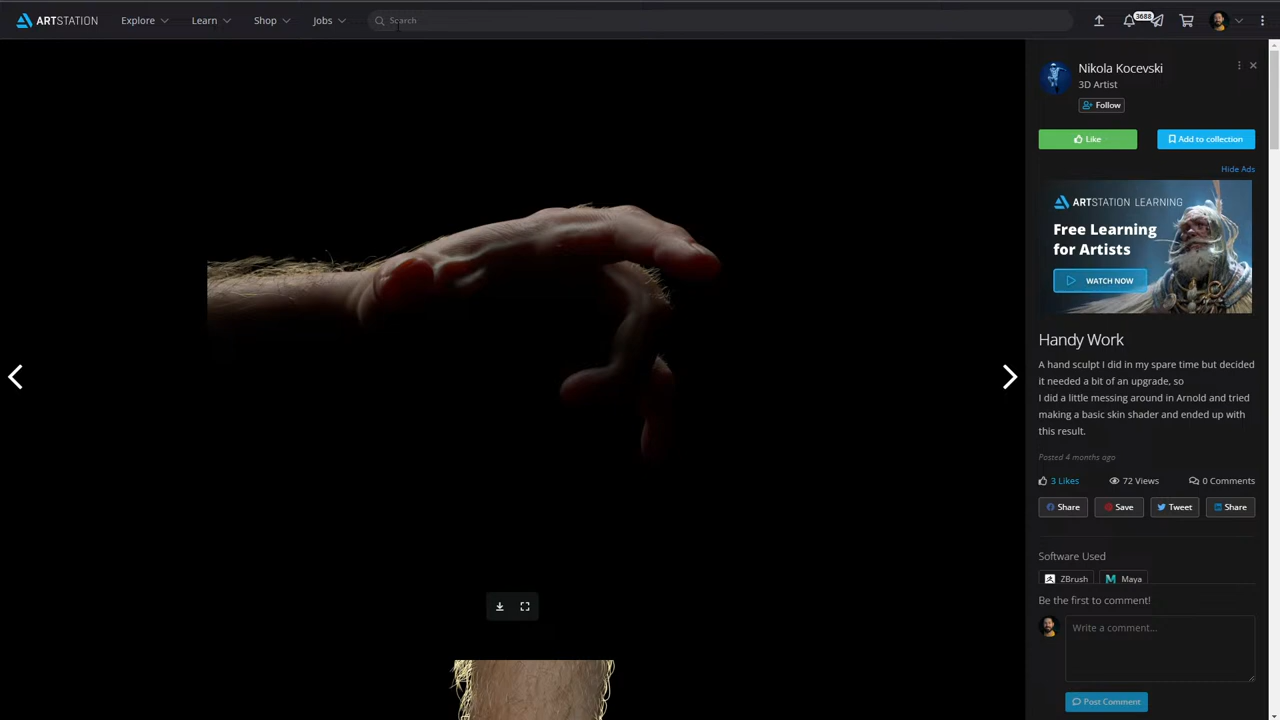 ARTSTATION
Explore
Learn
Shop
Jobs
Search
3688
Nikola Kocevski
3D Artist
Follow
Like
Add to collection
Hide Ads
ARTSTATION LEARNING
Free Learning
for Artists
WATCH NOW
Handy Work
A hand sculpt I did in my spare time but decided
it needed a bit of an upgrade, so
I did a little messing around in Arnold and tried
making a basic skin shader and ended up with
this result.
Posted 4 months ago
3 Likes
72 Views
0 Comments
Share
Save
Tweet
Share
Software Used
ZBrush
Maya
Be the first to comment!
Write a comment...
Post Comment